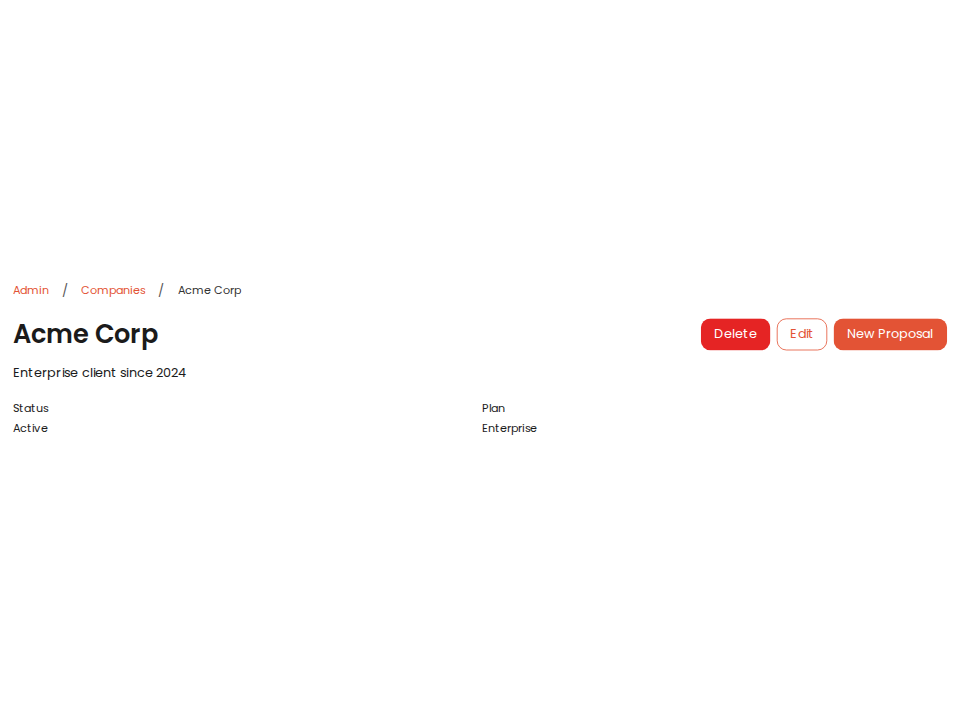 Admin / Companies / Acme Corp
Acme Corp
Delete Edit New Proposal
Enterprise client since 2024
Status Plan
Active Enterprise